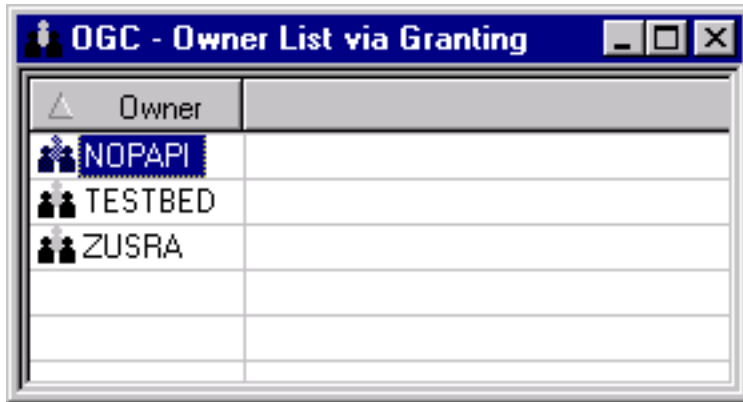 OGC - Owner List via Granting
Owner
NOPAPI
TESTBED
ZUSRA